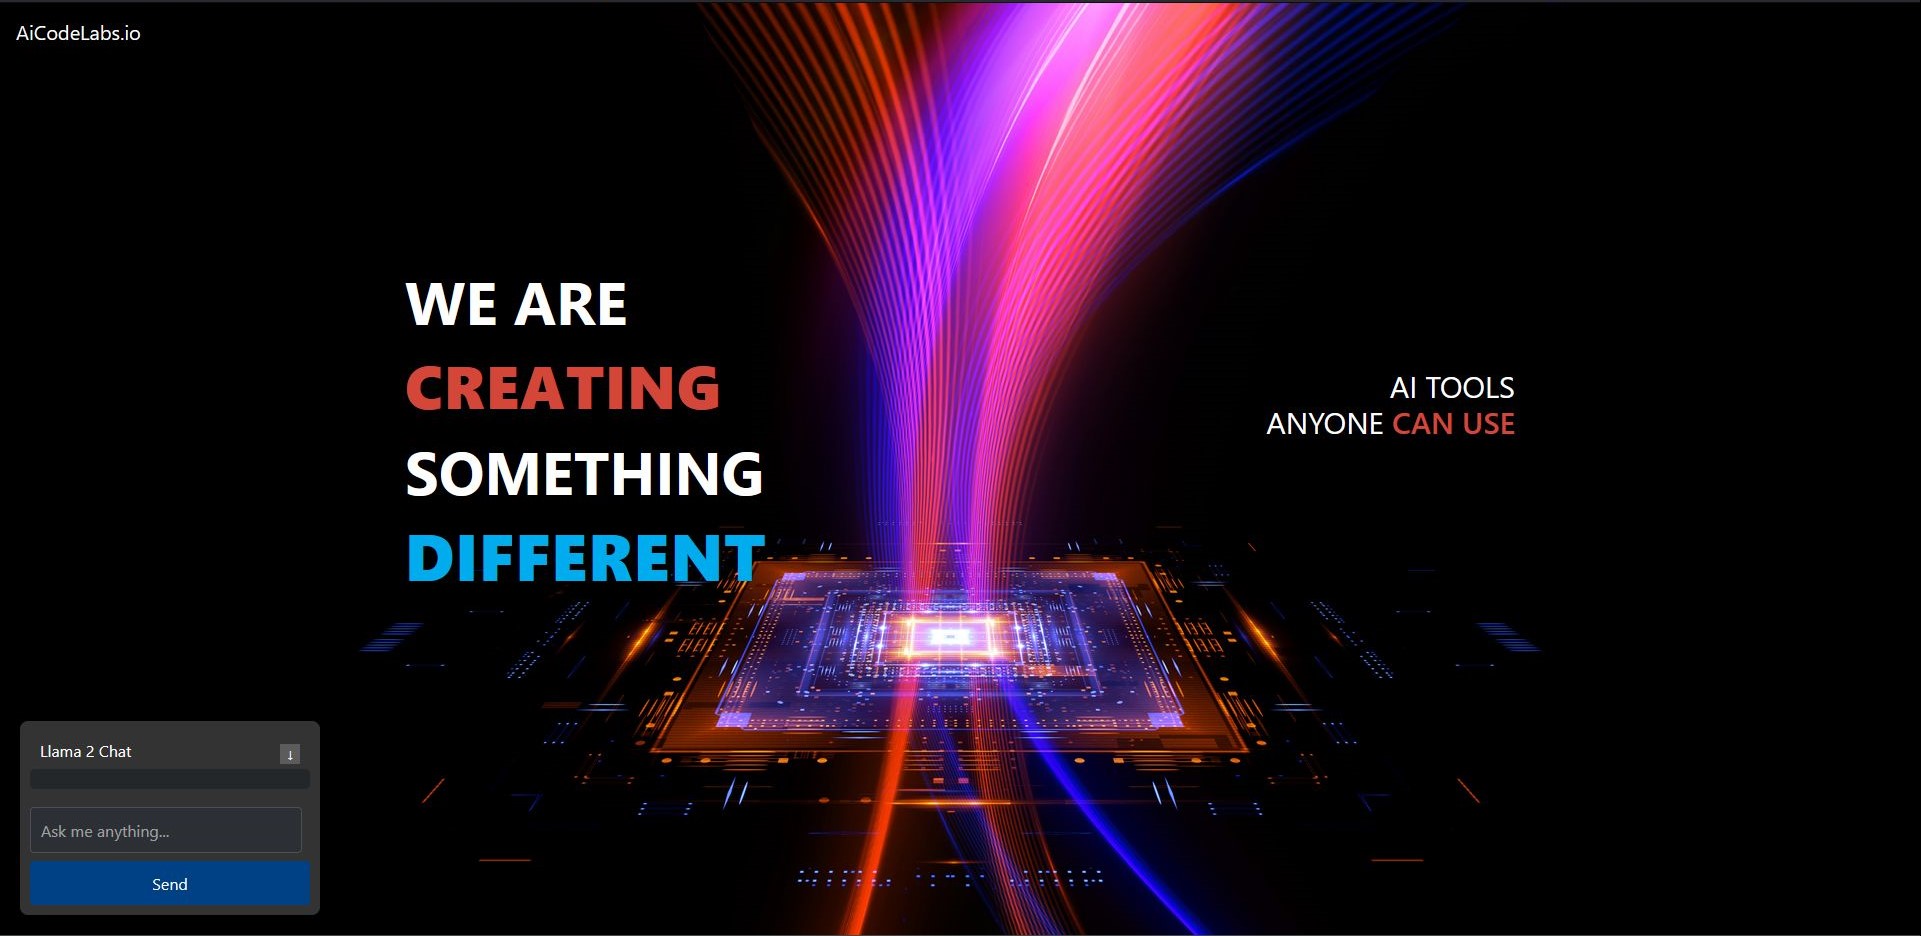 AiCodeLabs.io
WE ARE
CREATING
SOMETHING
DIFFERENT
AI TOOLS
ANYONE CAN USE
Llama 2 Chat
↓
Ask me anything...
Send